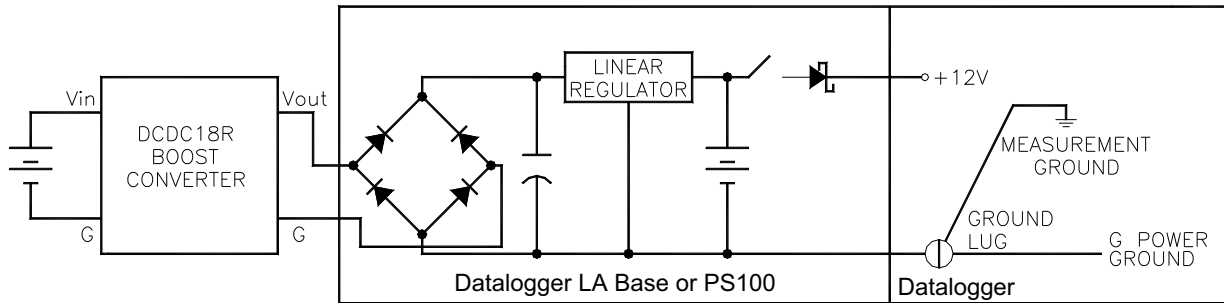 Vin
G
DCDC18R
BOOST
CONVERTER
Vout
G
LINEAR
REGULATOR
+12V
MEASUREMENT
GROUND
GROUND
LUG
G POWER
GROUND
Datalogger LA Base or PS100
Datalogger